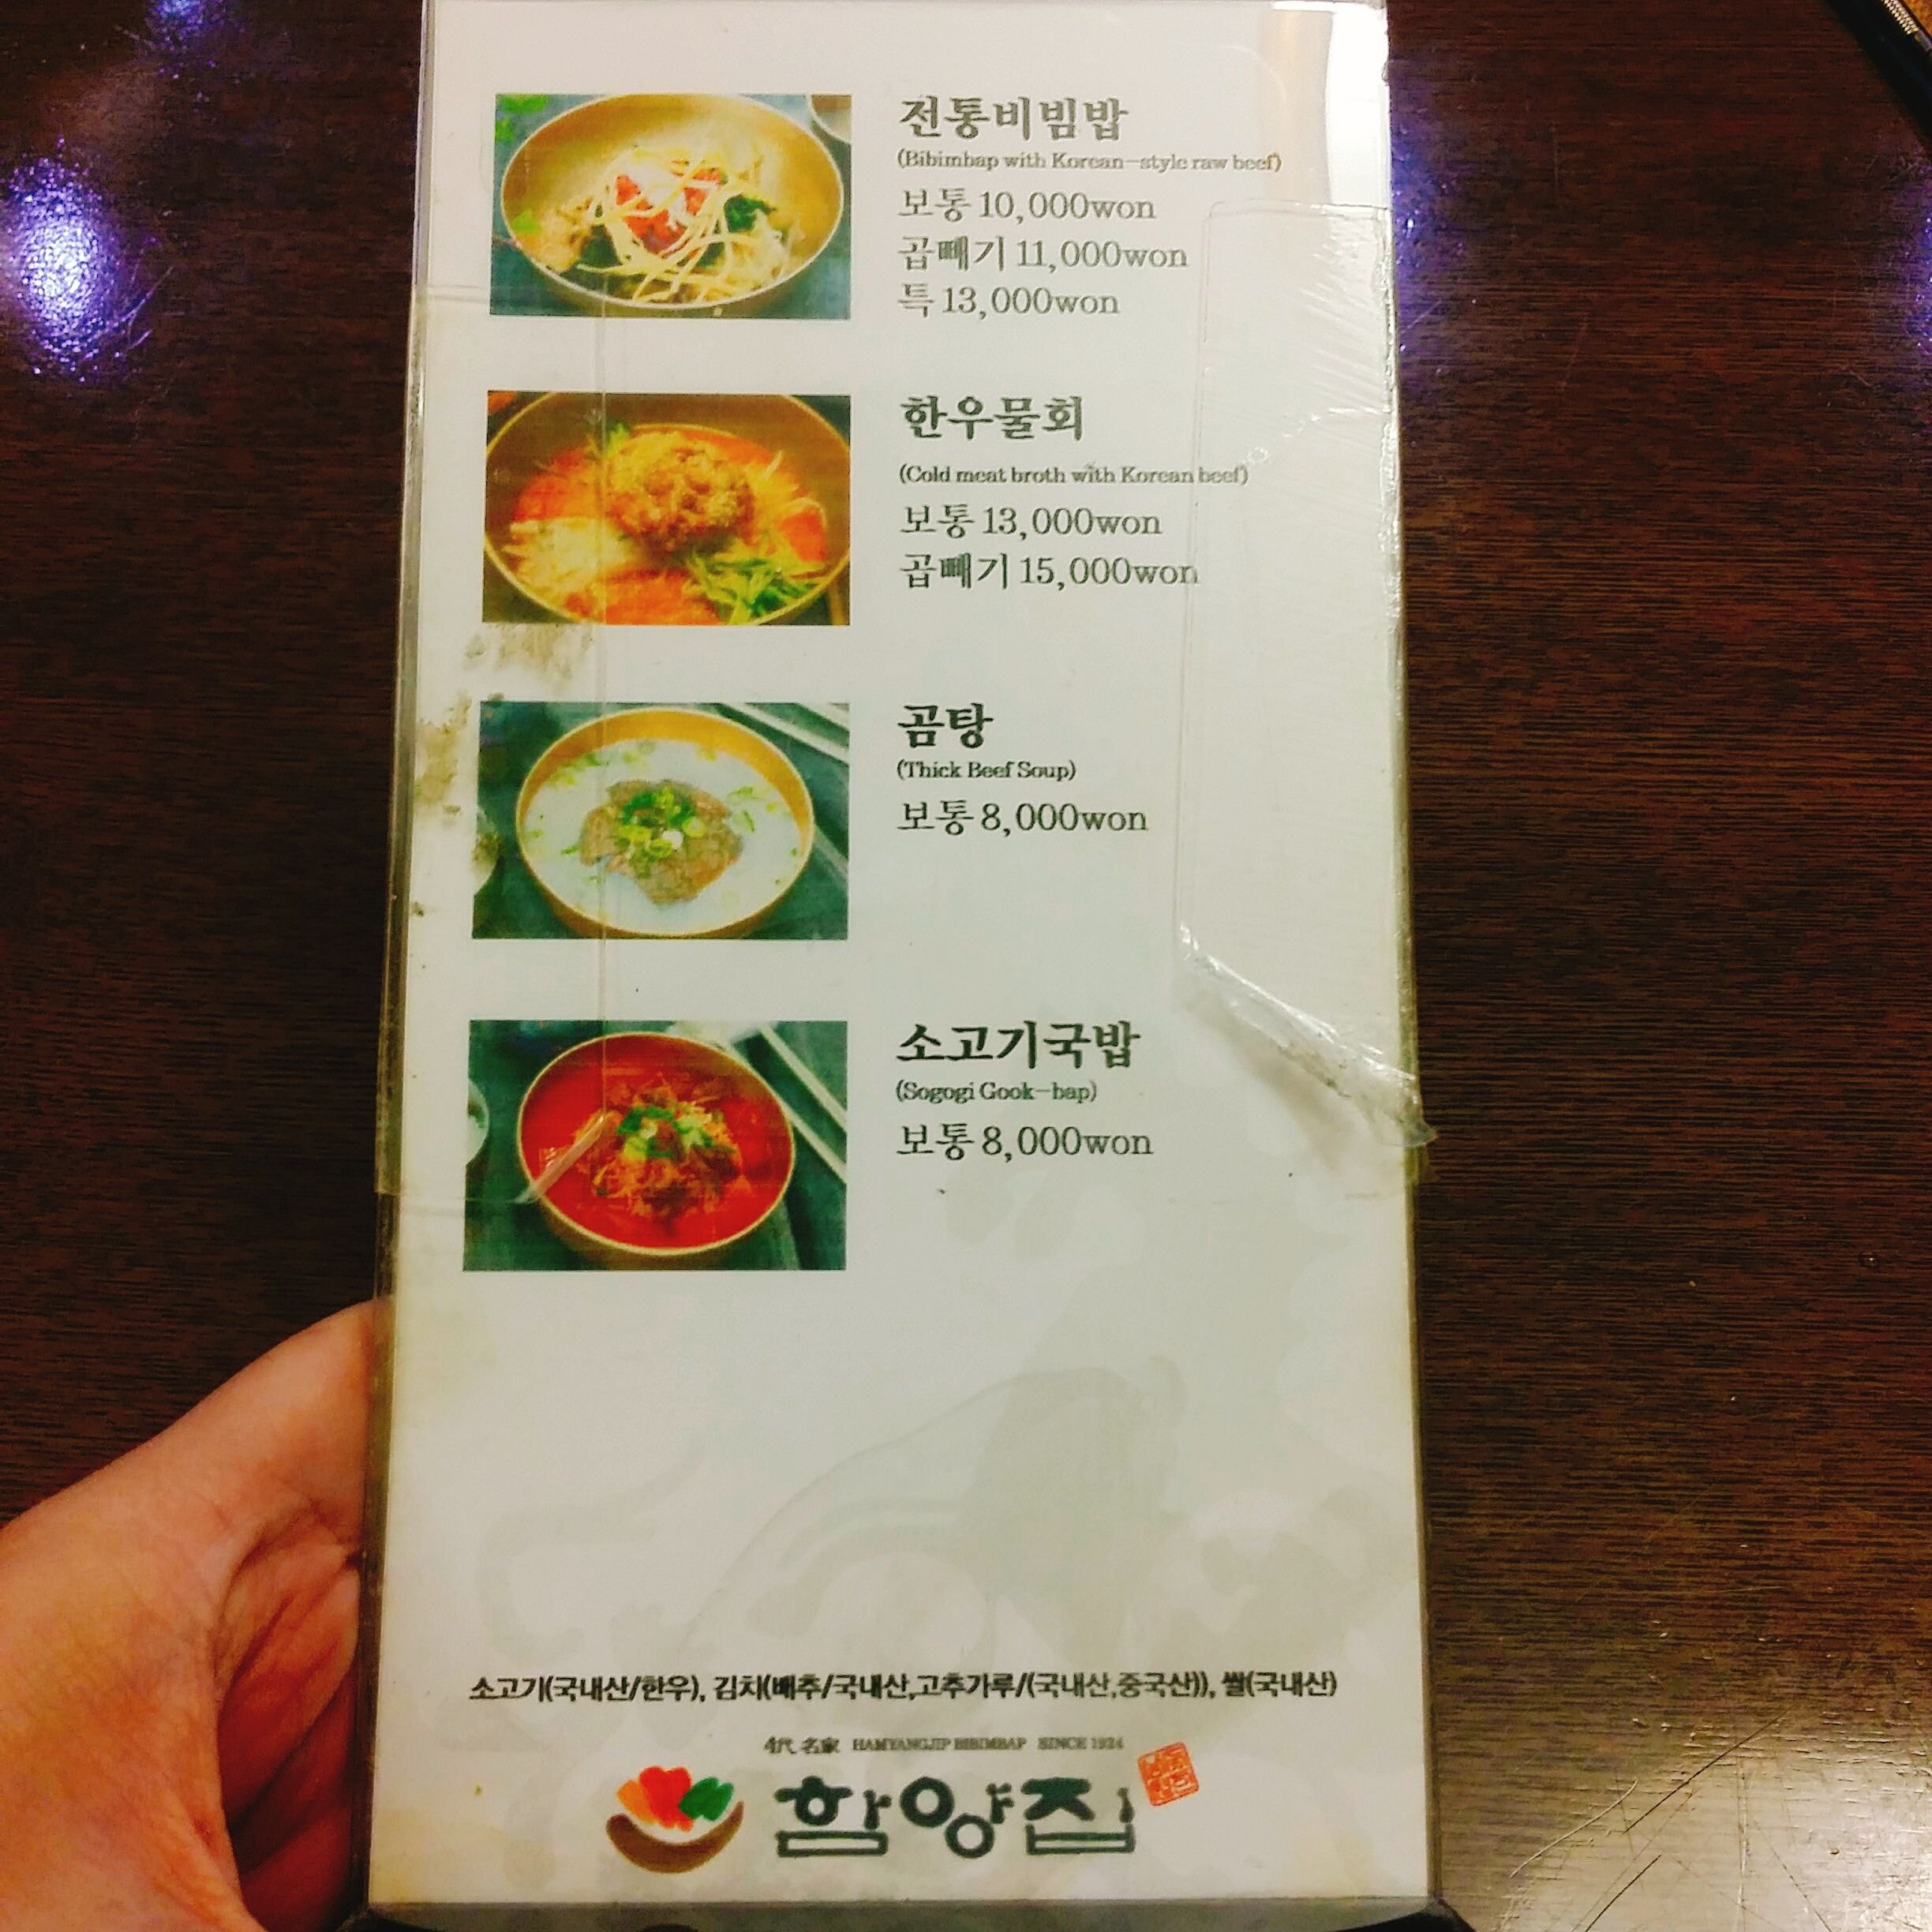 전통비빔밥
(Bibimbap with Korean-style raw beef)
보통 10,000won
곱빼기 11,000won
특 13,000won
한우물회
(Cold meat broth with Korean beef)
보통 13,000won
곱빼기 15,000won
곰탕
(Thick Beef Soup)
보통 8,000won
소고기국밥
(Sogogi Gook-bap)
보통 8,000won
소고기(국내산/한우), 김치(배추/국내산,고추가루/(국내산,중국산)), 쌀(국내산)
4代 名家 HAMYANGJIP BIBIMBAP SINCE 1924
함양집